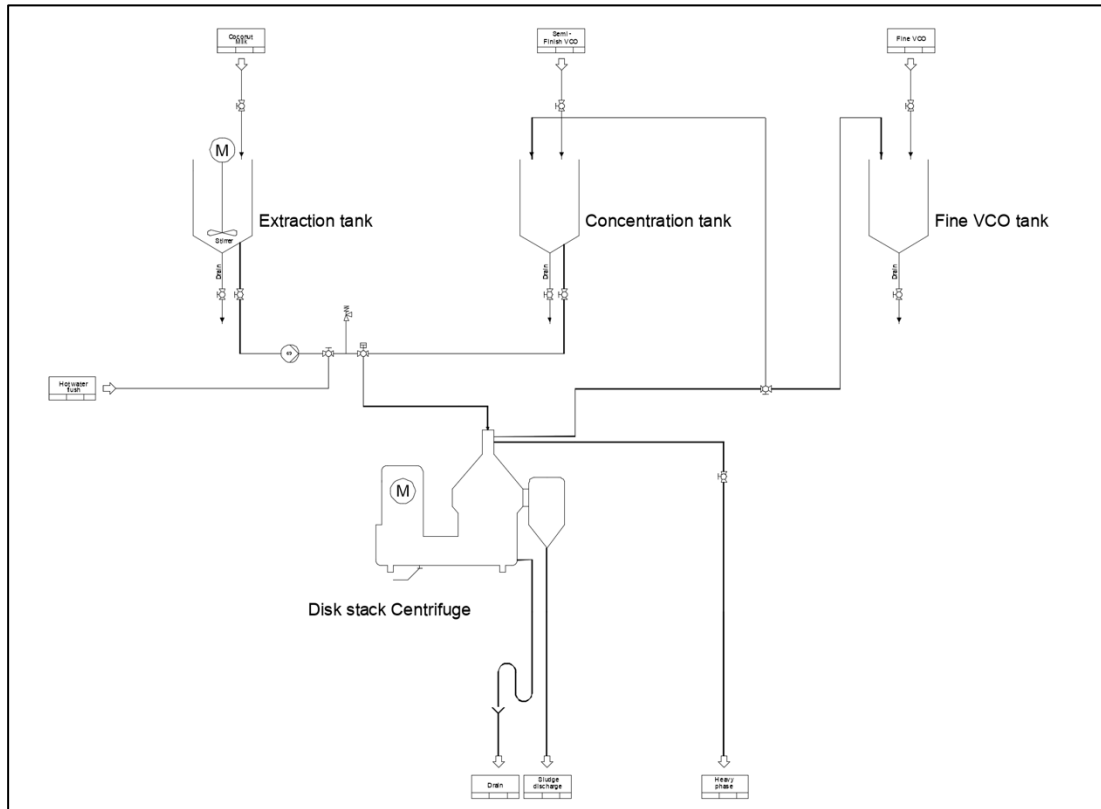 Coconut
Milk
Semi -
Finish VCO
Fine VCO
M
Stirrer
Extraction tank
Concentration tank
Fine VCO tank
Drain
Drain
Hot water
flush
M
Disk stack Centrifuge
Drain
Sludge
discharge
Heavy
phase